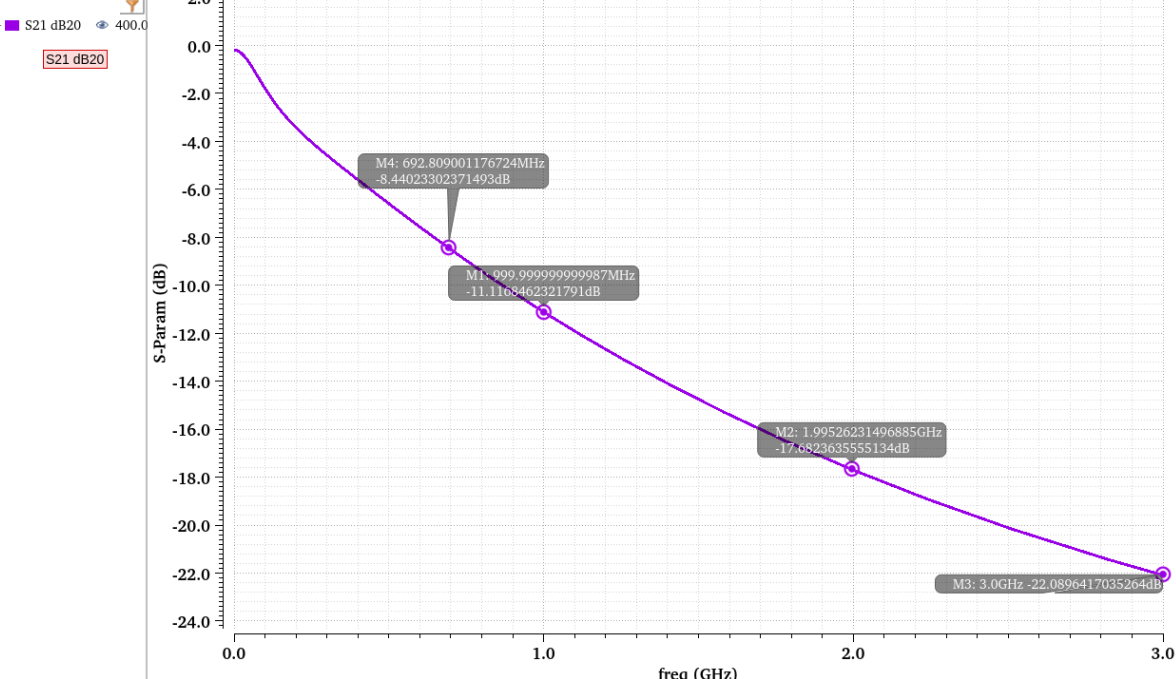 2.0
S21 dB20 400.0
S21 dB20
0.0
-2.0
-4.0
M4: 692.809001176724MHz
-8.44023302371493dB
-6.0
-8.0
M1: 999.999999999987MHz
-11.1168462321791dB
-10.0
S-Param (dB)
-12.0
-14.0
-16.0
M2: 1.99526231496885GHz
-17.6823635555134dB
-18.0
-20.0
-22.0
M3: 3.0GHz -22.0896417035264dB
-24.0
0.0 1.0 2.0 3.0
freq (GHz)